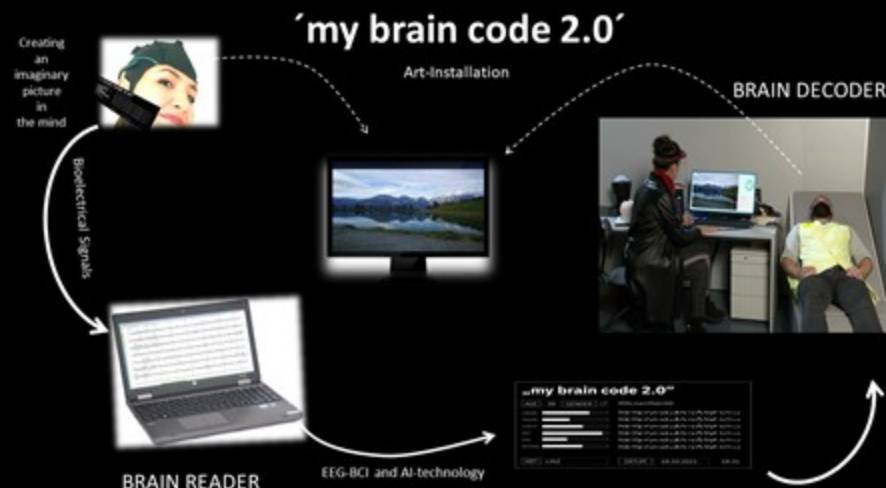 ´my brain code 2.0´
Art-Installation
Creating
an
imaginary
picture
in
the mind
BRAIN DECODER
Bioelectrical Signals
„my brain code 2.0“
EEG-BCI and AI-technology
BRAIN READER